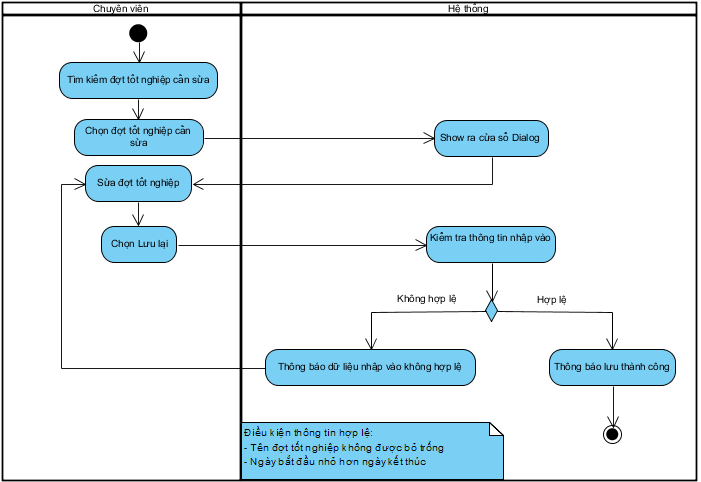 Chuyên viên
Hệ thống
Tìm kiếm đợt tốt nghiệp cần sửa
Chọn đợt tốt nghiệp cần
sửa
Show ra cửa sổ Dialog
Sửa đợt tốt nghiệp
Chọn Lưu lại
Kiểm tra thông tin nhập vào
Không hợp lệ
Hợp lệ
Thông báo dữ liệu nhập vào không hợp lệ
Thông báo lưu thành công
Điều kiện thông tin hợp lệ:
- Tên đợt tốt nghiệp không được bỏ trống
- Ngày bắt đầu nhỏ hơn ngày kết thúc